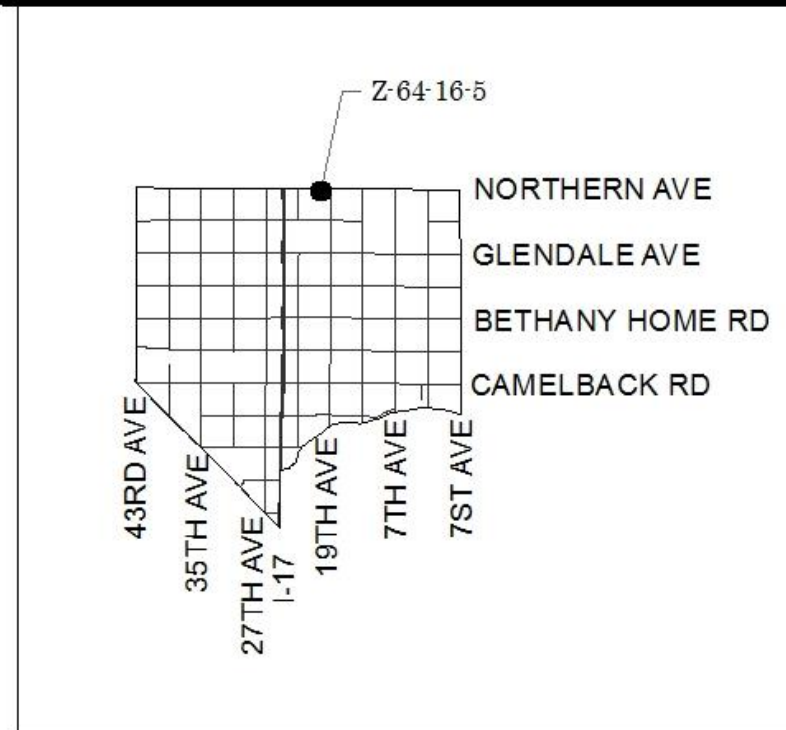 Z-64-16-5
NORTHERN AVE
GLENDALE AVE
BETHANY HOME RD
CAMELBACK RD
43RD AVE
35TH AVE
27TH AVE
I-17
19TH AVE
7TH AVE
7ST AVE